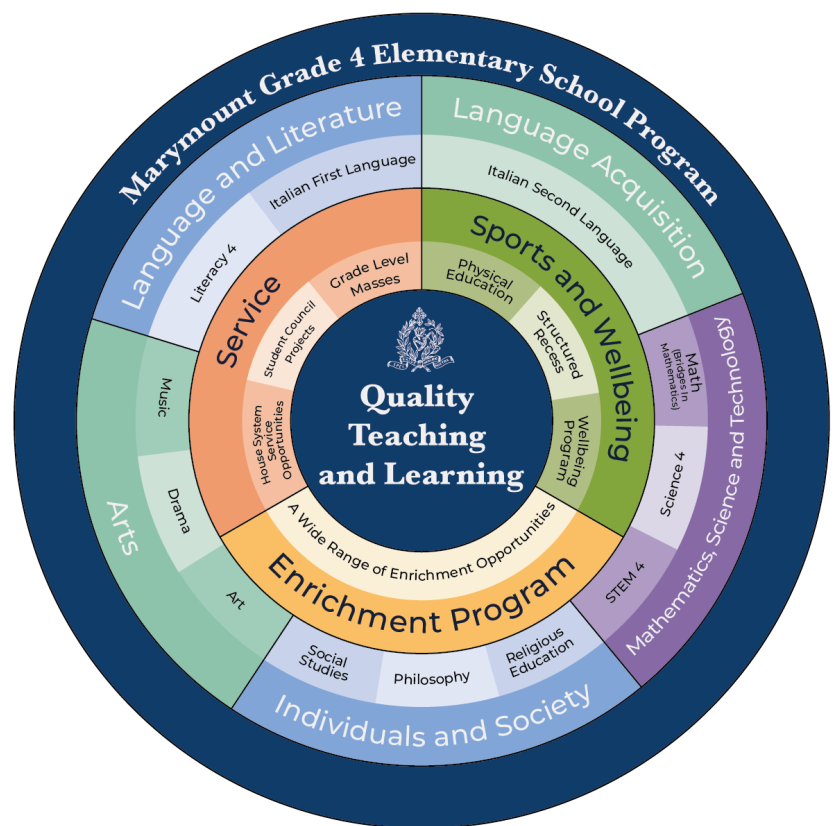 Marymount Grade 4 Elementary School Program
Language and Literature
Literacy 4
Italian First Language
Language Acquisition
Italian Second Language
Mathematics, Science and Technology
Math
(Bridges in
Mathematics)
Science 4
STEM 4
Individuals and Society
Religious
Education
Philosophy
Social
Studies
Arts
Art
Drama
Music
Service
House System
Service
Opportunities
Student Council
Projects
Grade Level
Masses
Sports and Wellbeing
Physical
Education
Structured
Recess
Wellbeing
Program
Enrichment Program
A Wide Range of Enrichment Opportunities
Quality
Teaching
and Learning